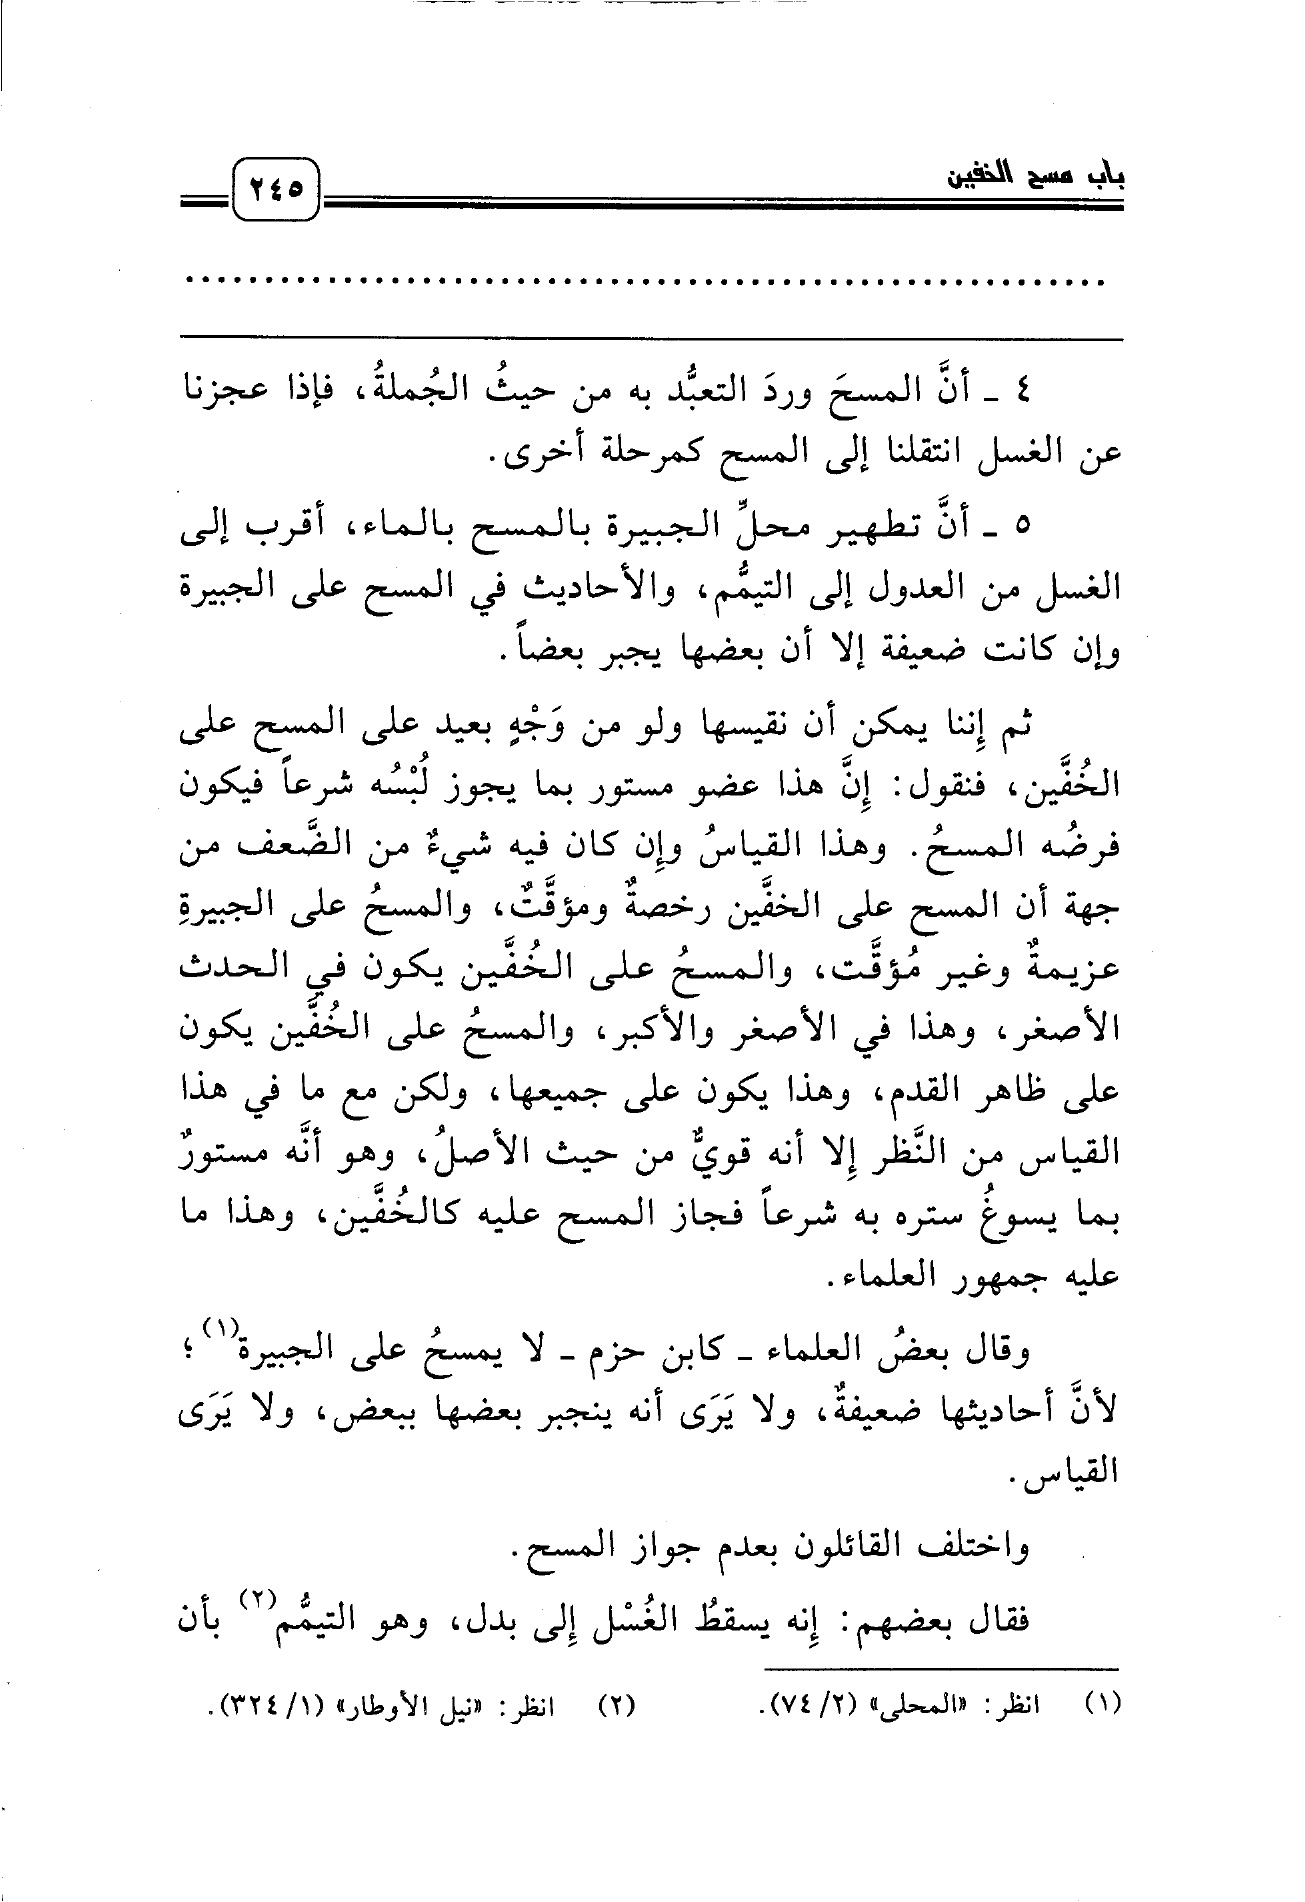 باب مسح الخفين
٢٤٥
٤ ـ أنَّ المسحَ وردَ التعبُّد به من حيثُ الجُملةُ، فإذا عجزنا
عن الغسل انتقلنا إلى المسح كمرحلة أخرى.
٥ ـ أنَّ تطهير محلِّ الجبيرة بالمسح بالماء، أقرب إلى
الغسل من العدول إلى التيمُّم، والأحاديث في المسح على الجبيرة
وإن كانت ضعيفة إلا أن بعضها يجبر بعضاً.
ثم إننا يمكن أن نقيسها ولو من وَجْهٍ بعيد على المسح على
الخُفَّين، فنقول: إنَّ هذا عضو مستور بما يجوز لُبْسُه شرعاً فيكون
فرضُه المسحُ. وهذا القياسُ وإن كان فيه شيءٌ من الضَّعف من
جهة أن المسح على الخفَّين رخصةٌ ومؤقَّتٌ، والمسحُ على الجبيرةِ
عزيمةٌ وغير مُؤقَّت، والمسحُ على الخُفَّين يكون في الحدث
الأصغر، وهذا في الأصغر والأكبر، والمسحُ على الخُفَّين يكون
على ظاهر القدم، وهذا يكون على جميعها، ولكن مع ما في هذا
القياس من النَّظر إلا أنه قويٌّ من حيث الأصلُ، وهو أنَّه مستورٌ
بما يسوغُ ستره به شرعاً فجاز المسح عليه كالخُفَّين، وهذا ما
عليه جمهور العلماء.
وقال بعضُ العلماء ـ كابن حزم ـ لا يمسحُ على الجبيرة(١)؛
لأنَّ أحاديثها ضعيفةٌ، ولا يَرَى أنه ينجبر بعضها ببعض، ولا يَرَى
القياس.
واختلف القائلون بعدم جواز المسح.
فقال بعضهم: إنه يسقطُ الغُسْل إلى بدل، وهو التيمُّم(٢) بأن
(١) انظر: «المحلى» (٢/ ٧٤).
(٢) انظر: «نيل الأوطار» (١/ ٣٢٤).